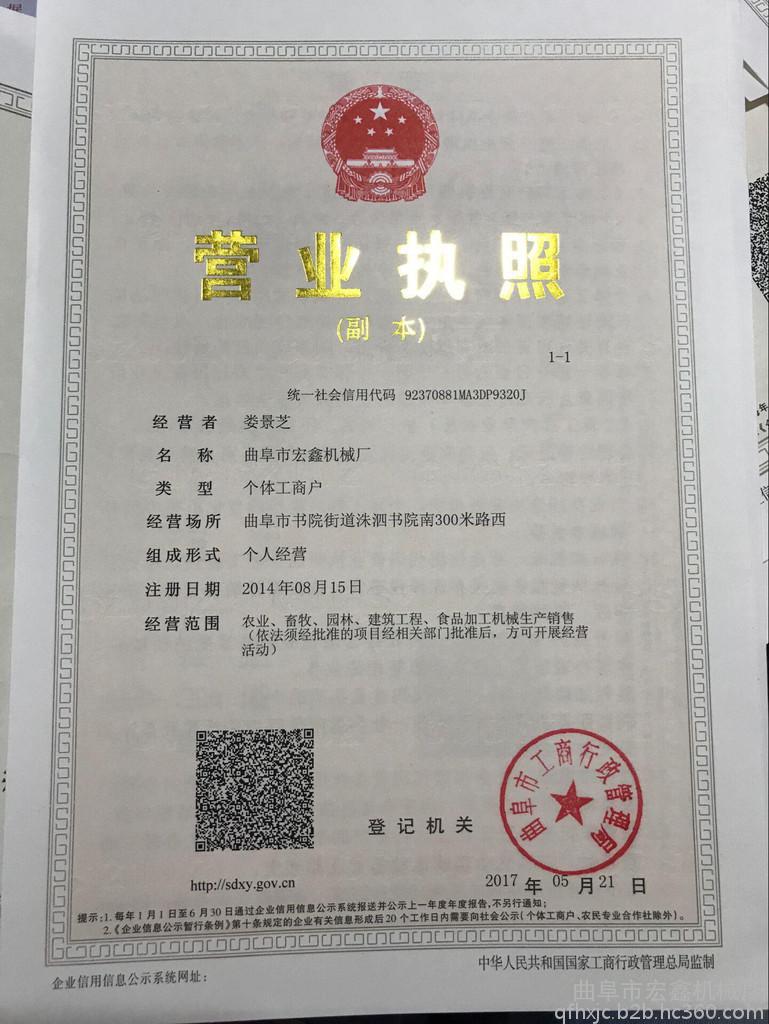 营业执照
(副 本)
1-1
统一社会信用代码 92370881MA3DP9320J
经营者 娄景芝
名称 曲阜市宏鑫机械厂
类型 个体工商户
经营场所 曲阜市书院街道洙泗书院南300米路西
组成形式 个人经营
注册日期 2014年08月15日
经营范围 农业、畜牧、园林、建筑工程、食品加工机械生产销售
(依法须经批准的项目经相关部门批准后，方可开展经营
活动)
曲阜市工商行政管理局
登记机关
http://sdxy.gov.cn
2017年05月21日
提示:1.每年1月1日至6月30日通过企业信用信息公示系统报送并公示上一年度年度报告,不另行通知;
2.《企业信息公示暂行条例》第十条规定的企业有关信息形成后20个工作日内需要向社会公示(个体工商户、农民专业合作社除外)。
企业信用信息公示系统网址:
中华人民共和国国家工商行政管理总局监制
曲阜市宏鑫机械厂
qfhxjc.b2b.hc360.com